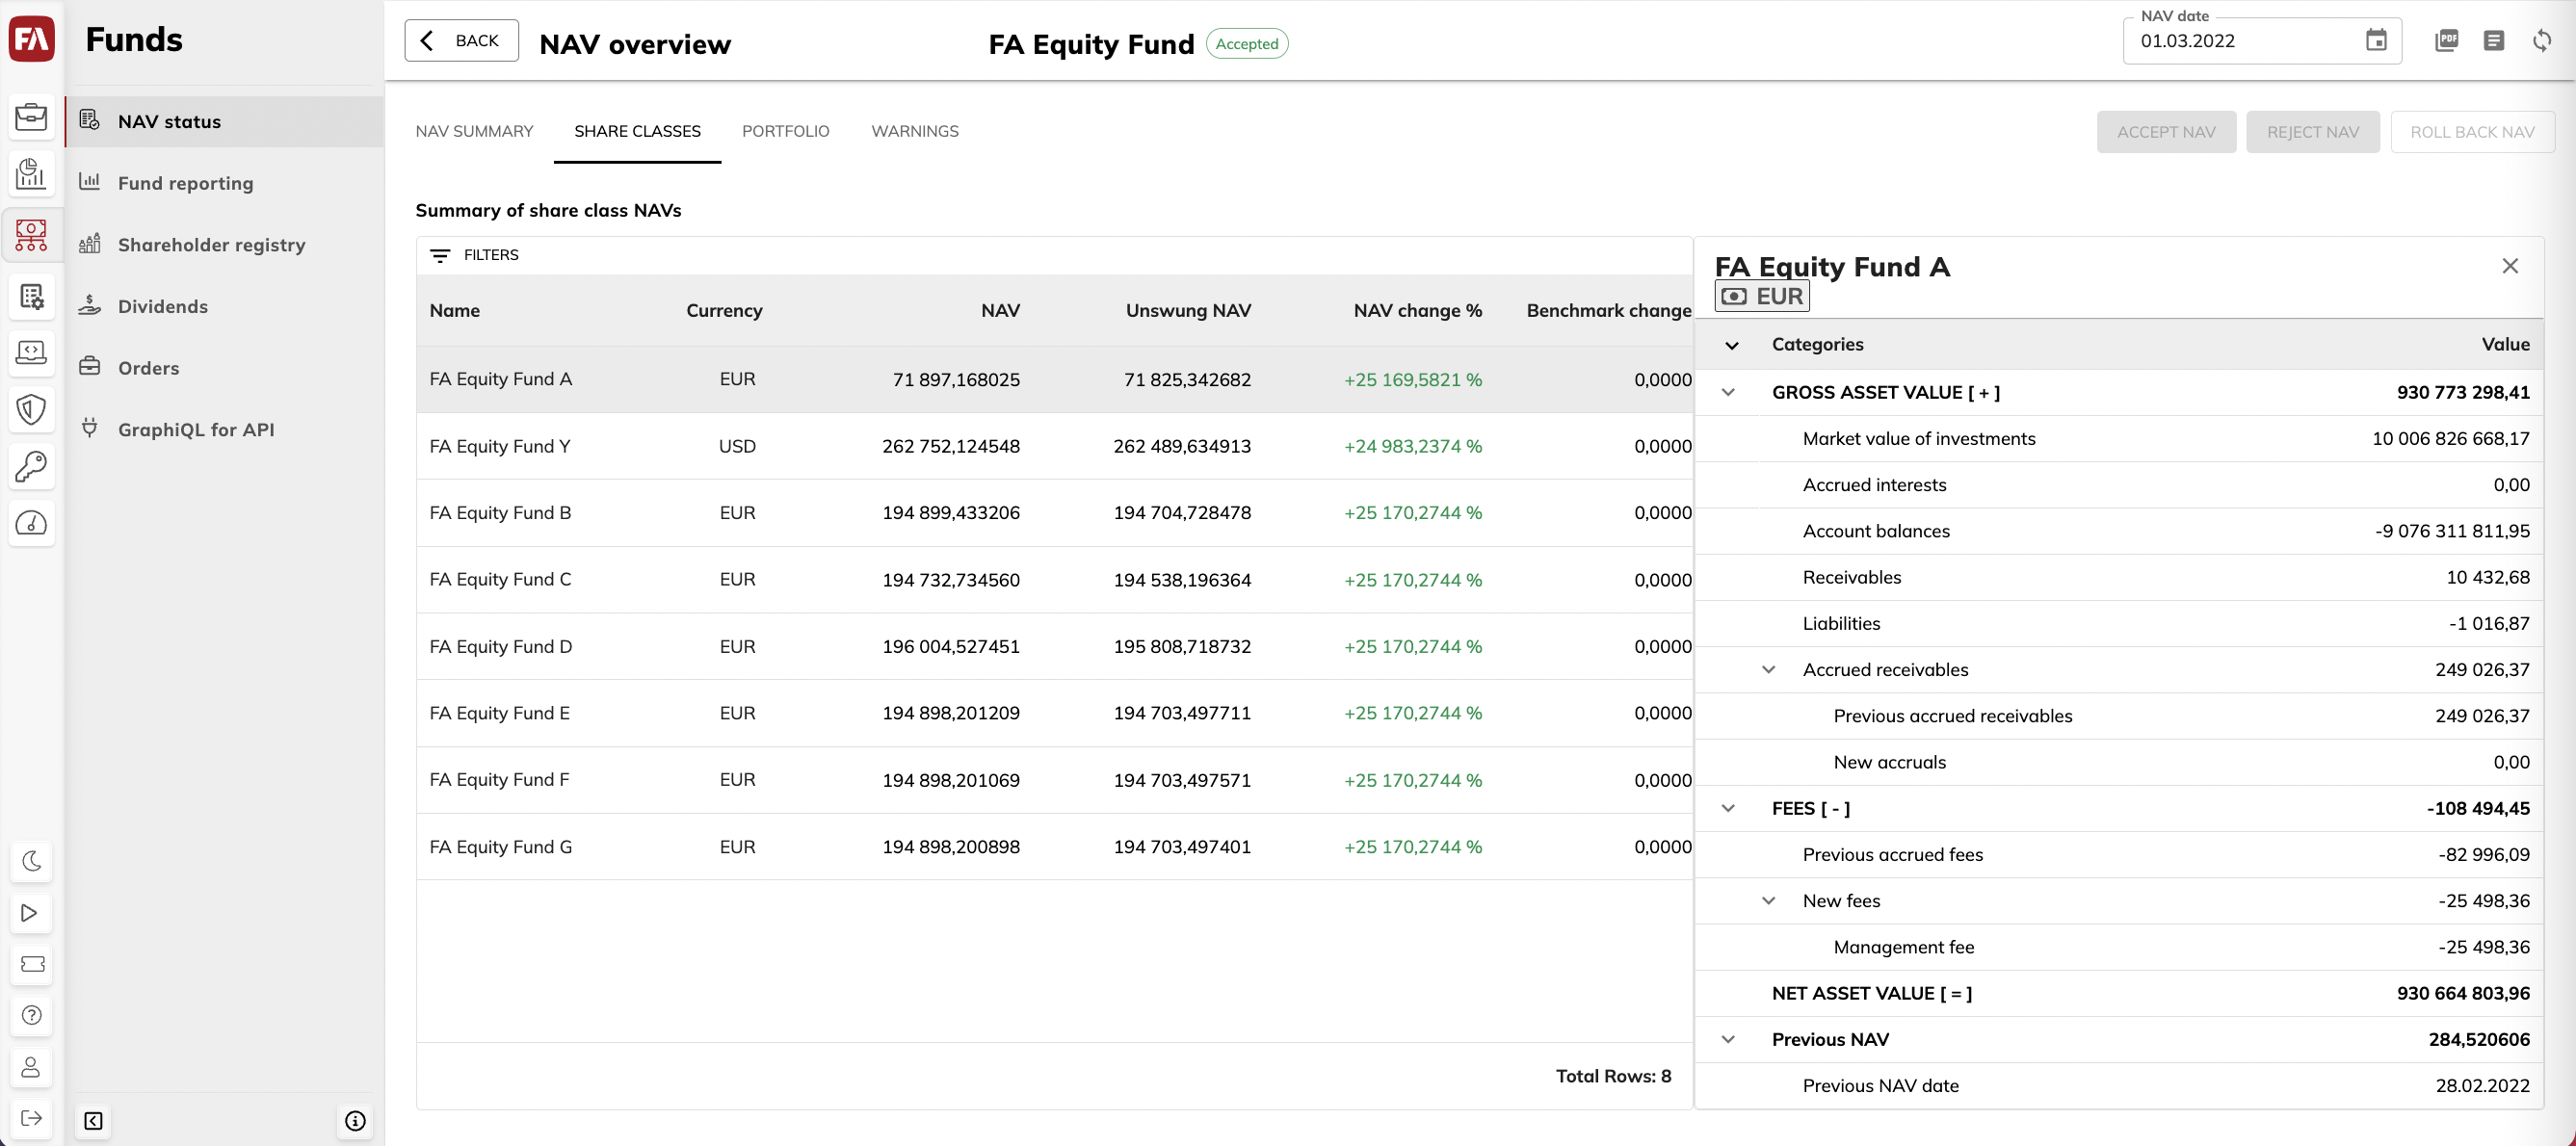 FA
Funds
BACK
NAV overview
FA Equity Fund
Accepted
NAV date
01.03.2022
PDF
NAV status
Fund reporting
Shareholder registry
Dividends
Orders
GraphiQL for API
NAV SUMMARY
SHARE CLASSES
PORTFOLIO
WARNINGS
ACCEPT NAV
REJECT NAV
ROLL BACK NAV
Summary of share class NAVs
FILTERS
Name Currency NAV Unswung NAV NAV change % Benchmark change
FA Equity Fund A EUR 71 897,168025 71 825,342682 +25 169,5821 % 0,0000
FA Equity Fund Y USD 262 752,124548 262 489,634913 +24 983,2374 % 0,0000
FA Equity Fund B EUR 194 899,433206 194 704,728478 +25 170,2744 % 0,0000
FA Equity Fund C EUR 194 732,734560 194 538,196364 +25 170,2744 % 0,0000
FA Equity Fund D EUR 196 004,527451 195 808,718732 +25 170,2744 % 0,0000
FA Equity Fund E EUR 194 898,201209 194 703,497711 +25 170,2744 % 0,0000
FA Equity Fund F EUR 194 898,201069 194 703,497571 +25 170,2744 % 0,0000
FA Equity Fund G EUR 194 898,200898 194 703,497401 +25 170,2744 % 0,0000
Total Rows: 8
FA Equity Fund A
EUR
Categories Value
GROSS ASSET VALUE [ + ] 930 773 298,41
Market value of investments 10 006 826 668,17
Accrued interests 0,00
Account balances -9 076 311 811,95
Receivables 10 432,68
Liabilities -1 016,87
Accrued receivables 249 026,37
Previous accrued receivables 249 026,37
New accruals 0,00
FEES [ - ] -108 494,45
Previous accrued fees -82 996,09
New fees -25 498,36
Management fee -25 498,36
NET ASSET VALUE [ = ] 930 664 803,96
Previous NAV 284,520606
Previous NAV date 28.02.2022